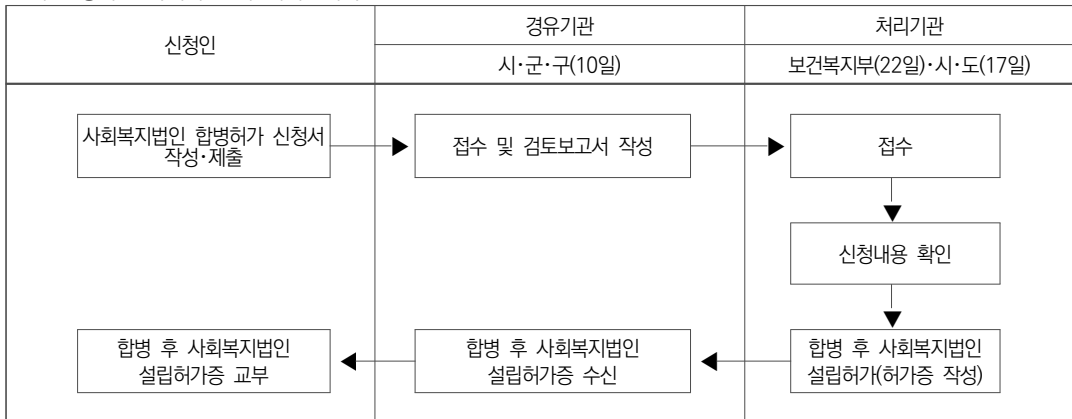 신청인
경유기관
처리기관
시·군·구(10일)
보건복지부(22일)·시·도(17일)
사회복지법인 합병허가 신청서
작성·제출
접수 및 검토보고서 작성
접수
신청내용 확인
합병 후 사회복지법인
설립허가증 교부
합병 후 사회복지법인
설립허가증 수신
합병 후 사회복지법인
설립허가(허가증 작성)